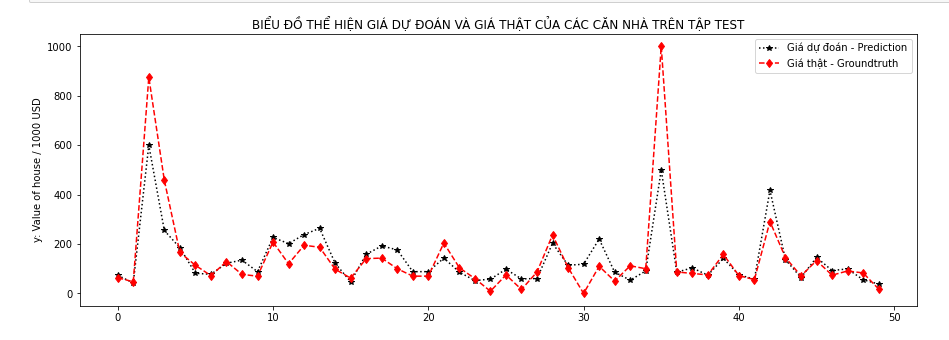 BIỂU ĐỒ THỂ HIỆN GIÁ DỰ ĐOÁN VÀ GIÁ THẬT CỦA CÁC CĂN NHÀ TRÊN TẬP TEST
Giá dự đoán - Prediction
Giá thật - Groundtruth
y: Value of house / 1000 USD
1000
800
600
400
200
0
0 10 20 30 40 50